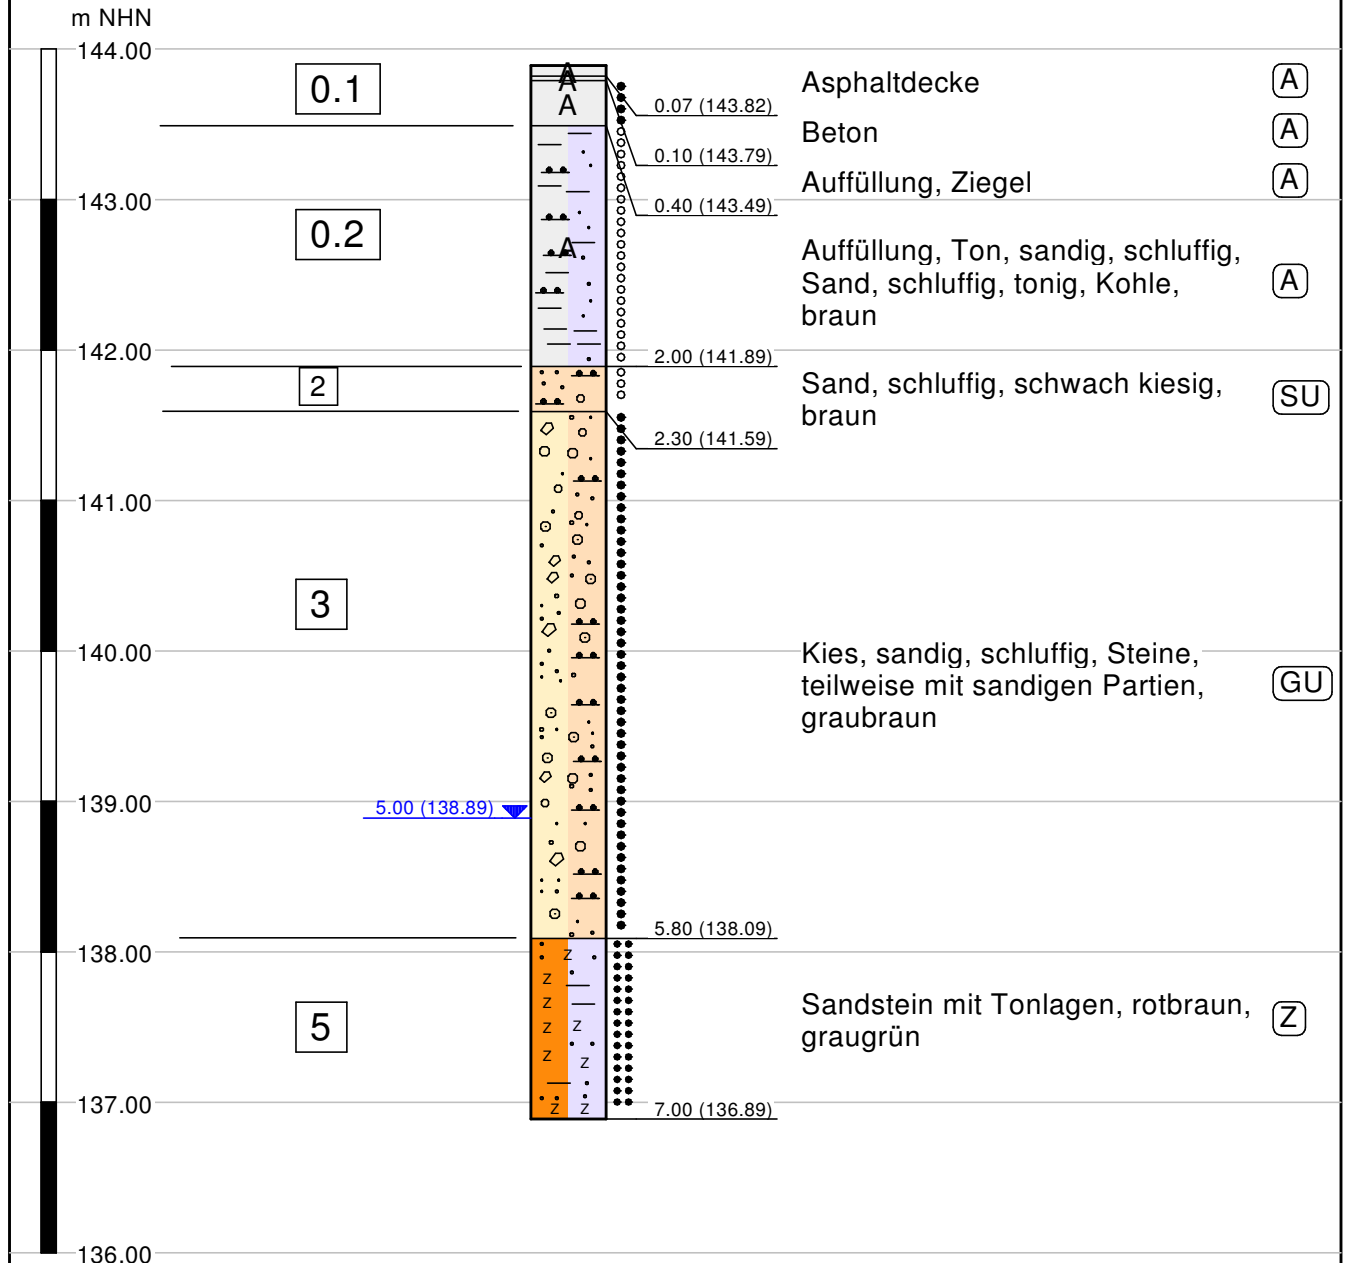 m NHN
144.00
0.1
A
A
A
0.07 (143.82)
Asphaltdecke
A
0.10 (143.79)
Beton
A
0.40 (143.49)
Auffüllung, Ziegel
A
143.00
0.2
A
Auffüllung, Ton, sandig, schluffig,
Sand, schluffig, tonig, Kohle,
braun
A
142.00
2.00 (141.89)
2
Sand, schluffig, schwach kiesig,
braun
SU
2.30 (141.59)
141.00
3
140.00
Kies, sandig, schluffig, Steine,
teilweise mit sandigen Partien,
graubraun
GU
139.00
5.00 (138.89)
5.80 (138.09)
138.00
z
z
z
5
z
z
z
z
Sandstein mit Tonlagen, rotbraun,
graugrün
Z
137.00
z
z
7.00 (136.89)
136.00